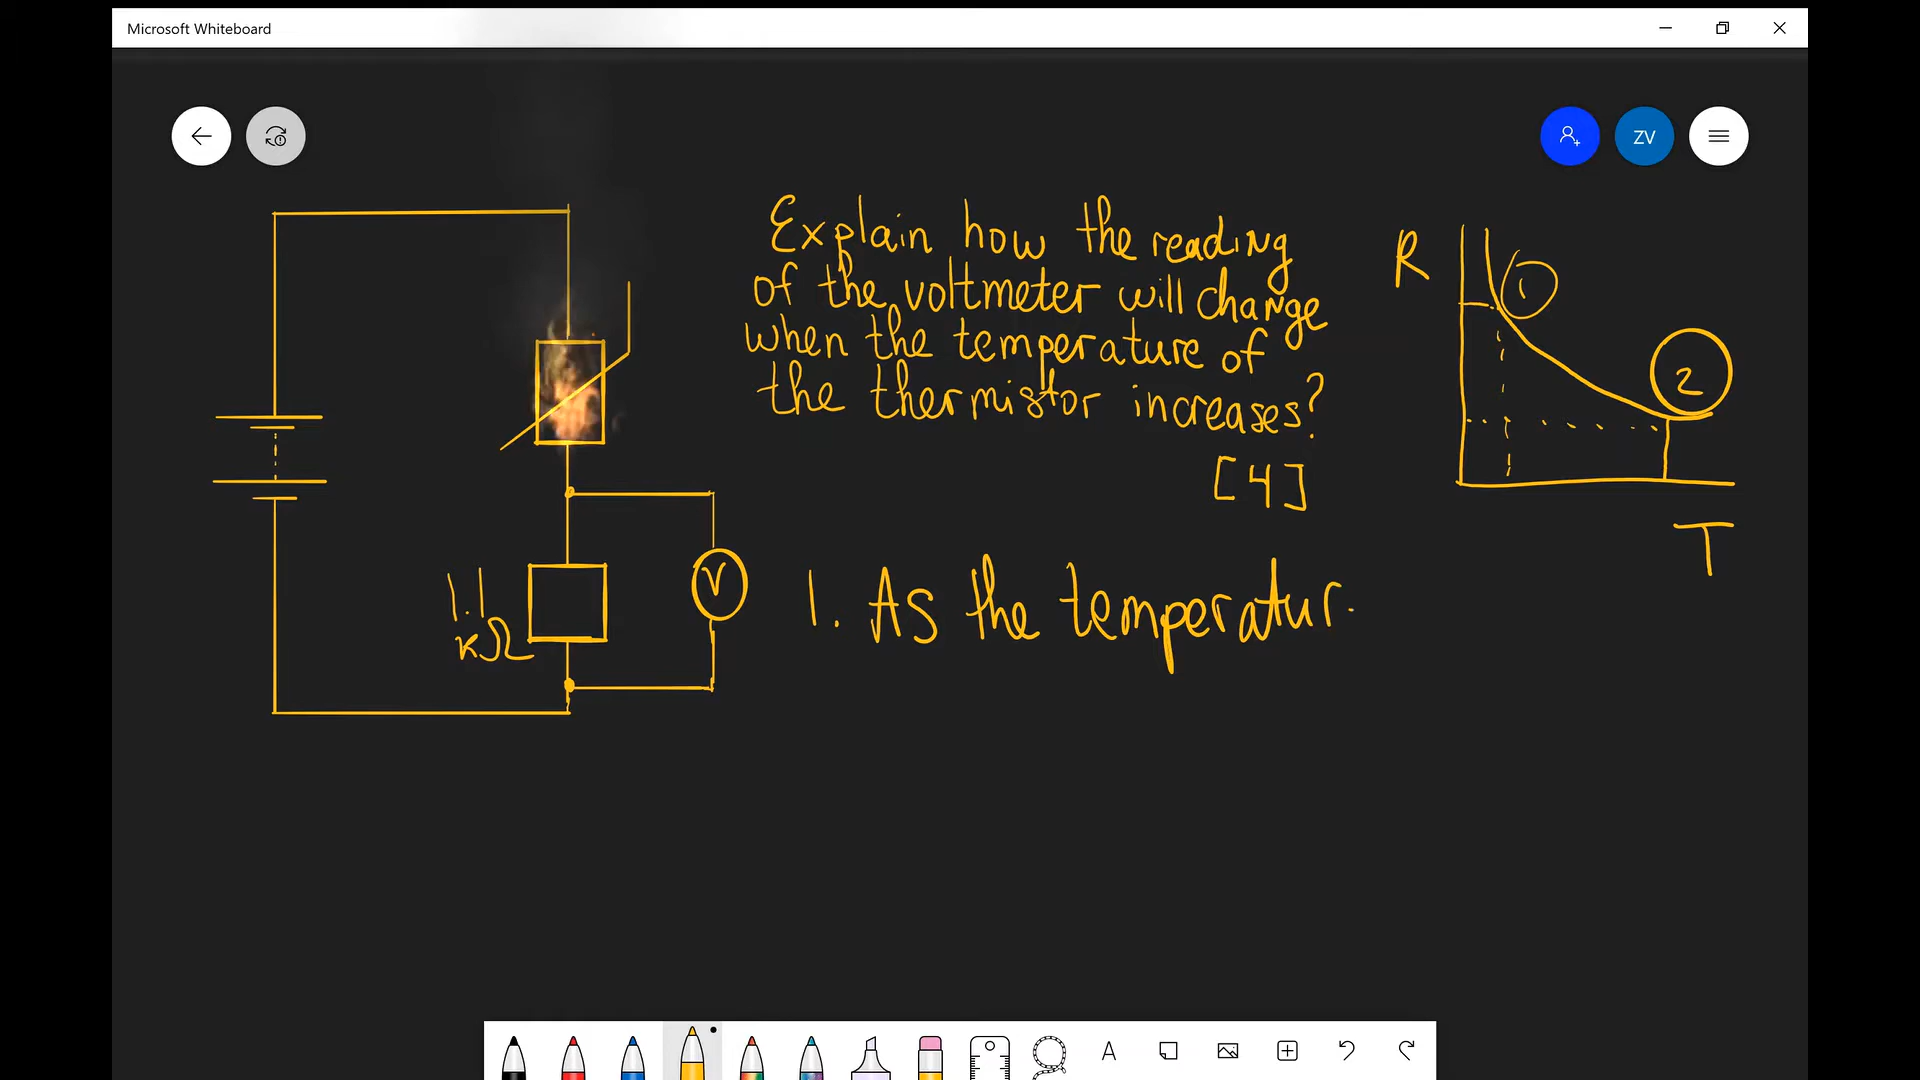 Microsoft Whiteboard
ZV
Explain how the reading
of the voltmeter will change
when the temperature of
the thermistor increases?
[4]
R
1
2
T
1.1
kΩ
V
1. As the temperatur
A